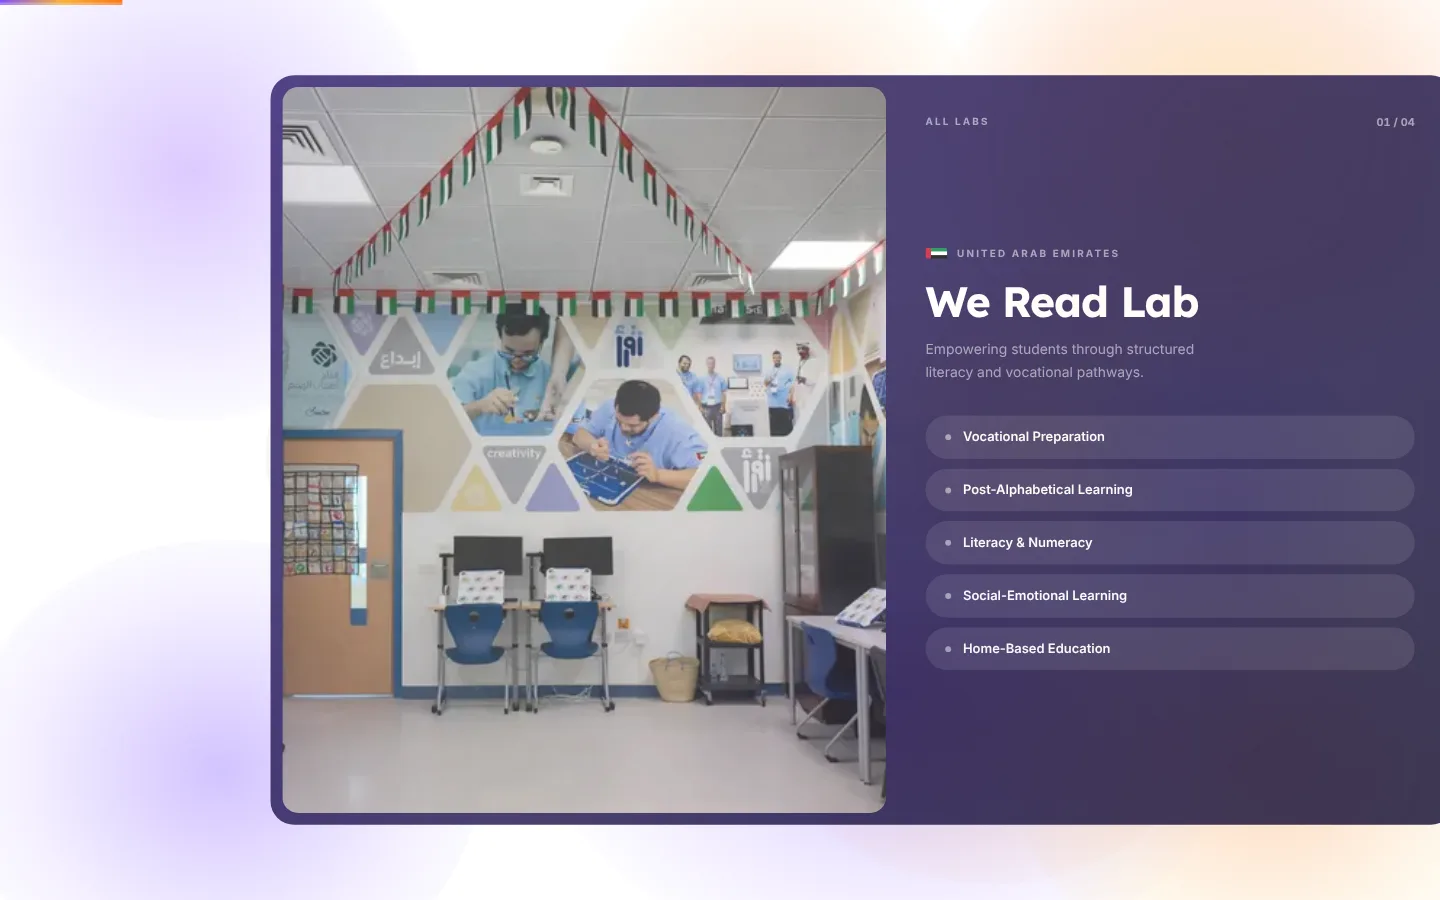 ALL LABS
01 / 04
UNITED ARAB EMIRATES
We Read Lab
Empowering students through structured
literacy and vocational pathways.
Vocational Preparation
Post-Alphabetical Learning
Literacy & Numeracy
Social-Emotional Learning
Home-Based Education
إبداع
creativity